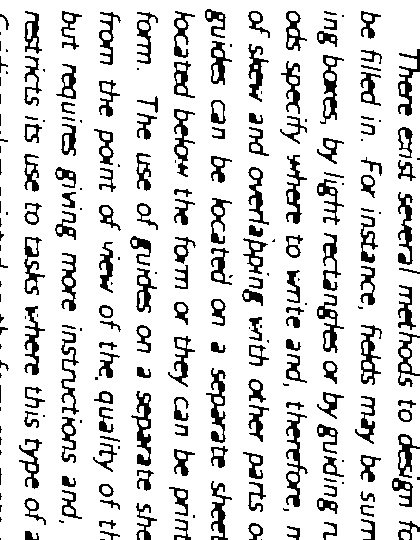 There exist several methods to design fo
be filled in. For instance, fields may be sum
ing boxes, by light rectangles or by guiding ru
ods specify where to write and, therefore, m
of skew and overlapping with other parts o
guides can be located on a separate sheet
located below the form or they can be print
form. The use of guides on a separate she
from the point of view of the quality of th
but requires giving more instructions and,
restricts its use to tasks where this type of a